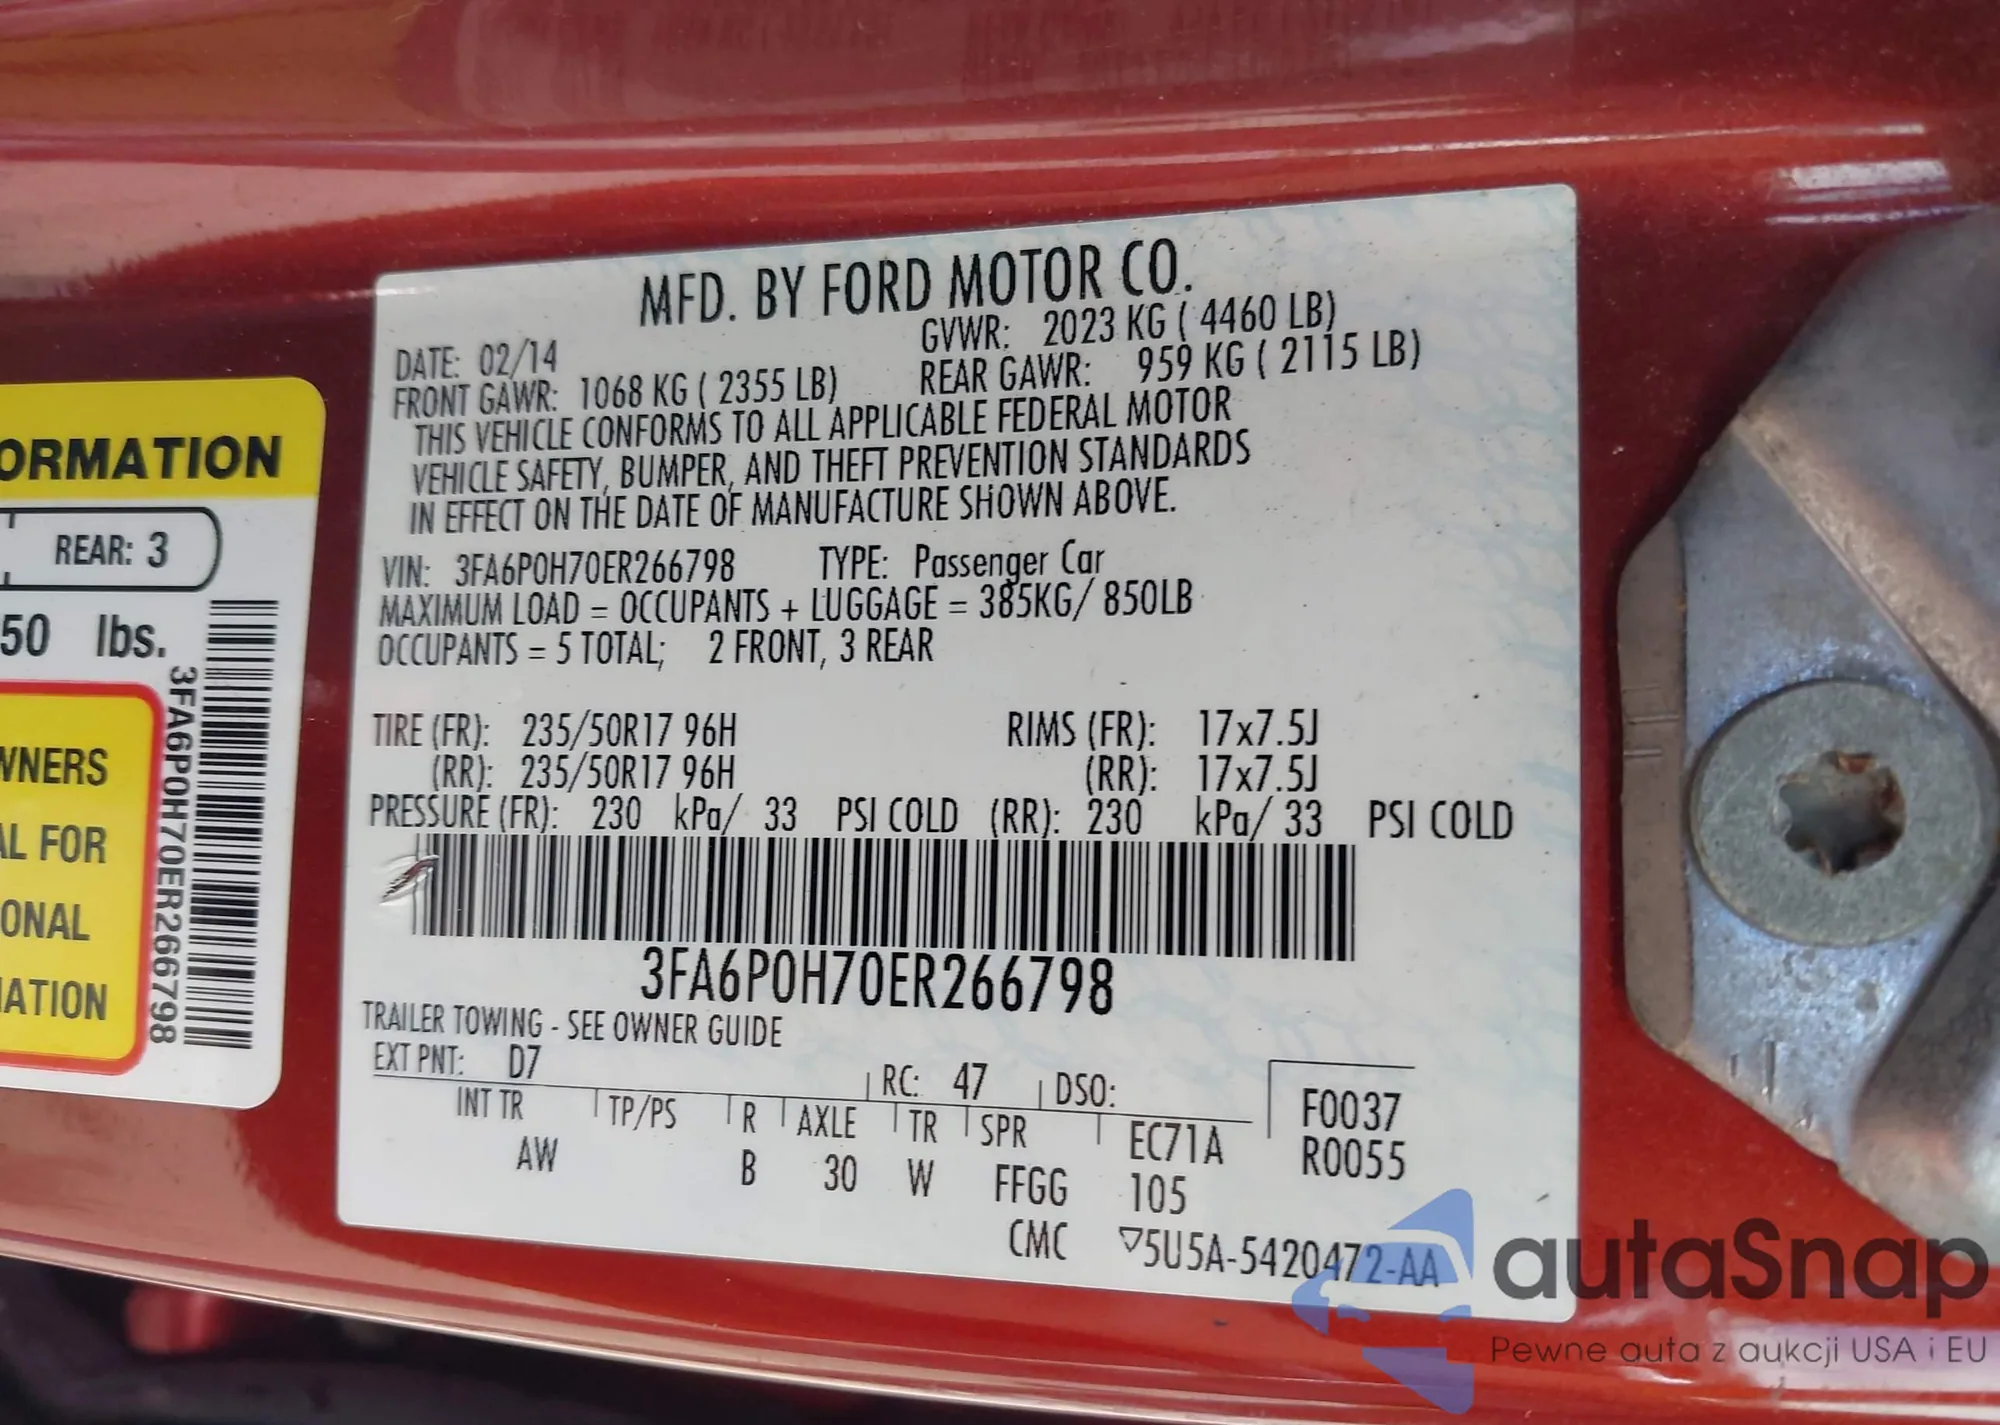 ORMATION
REAR: 3
50 lbs.
3FA6P0H70ER266798
WNERS
AL FOR
ONAL
MATION
MFD. BY FORD MOTOR CO.
DATE: 02/14 GVWR: 2023 KG ( 4460 LB)
FRONT GAWR: 1068 KG ( 2355 LB) REAR GAWR: 959 KG ( 2115 LB)
THIS VEHICLE CONFORMS TO ALL APPLICABLE FEDERAL MOTOR
VEHICLE SAFETY, BUMPER, AND THEFT PREVENTION STANDARDS
IN EFFECT ON THE DATE OF MANUFACTURE SHOWN ABOVE.
VIN: 3FA6P0H70ER266798 TYPE: Passenger Car
MAXIMUM LOAD = OCCUPANTS + LUGGAGE = 385KG/ 850LB
OCCUPANTS = 5 TOTAL; 2 FRONT, 3 REAR
TIRE (FR): 235/50R17 96H RIMS (FR): 17x7.5J
(RR): 235/50R17 96H (RR): 17x7.5J
PRESSURE (FR): 230 kPa/ 33 PSI COLD (RR): 230 kPa/ 33 PSI COLD
3FA6P0H70ER266798
TRAILER TOWING - SEE OWNER GUIDE
EXT PNT: D7 RC: 47 DSO:
INT TR TP/PS R AXLE TR SPR EC71A F0037
AW B 30 W FFGG 105 R0055
CMC ▽5U5A-5420472-AA
autaSnap
Pewne auta z aukcji USA i EU